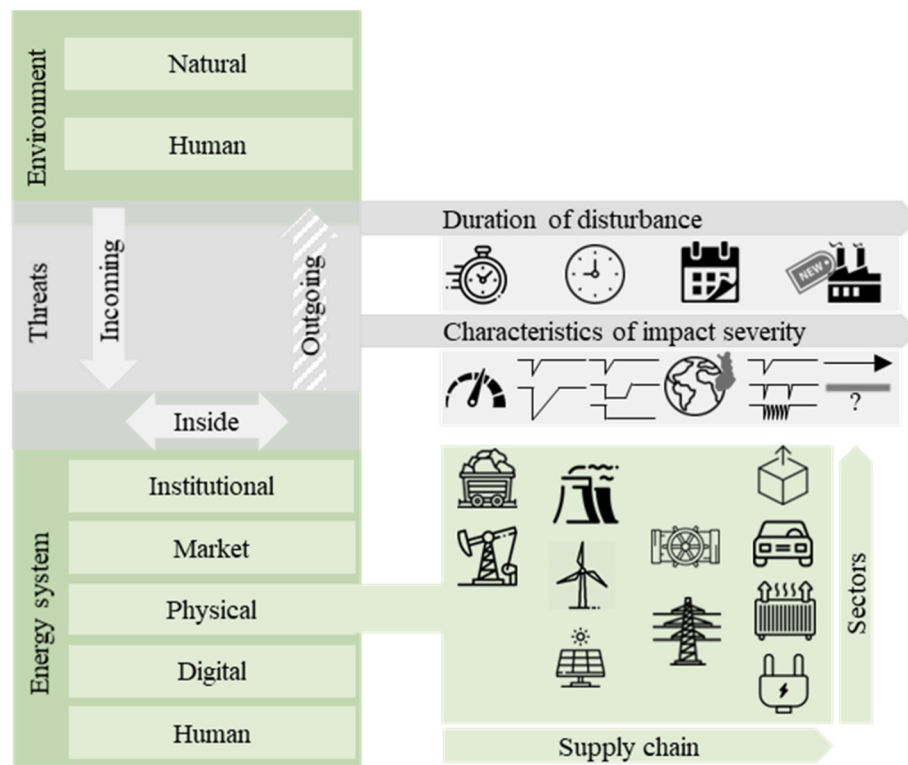 Environment
Natural
Human
Threats
Incoming
Outgoing
Inside
Duration of disturbance
NEW
Characteristics of impact severity
?
Energy system
Institutional
Market
Physical
Digital
Human
Sectors
Supply chain